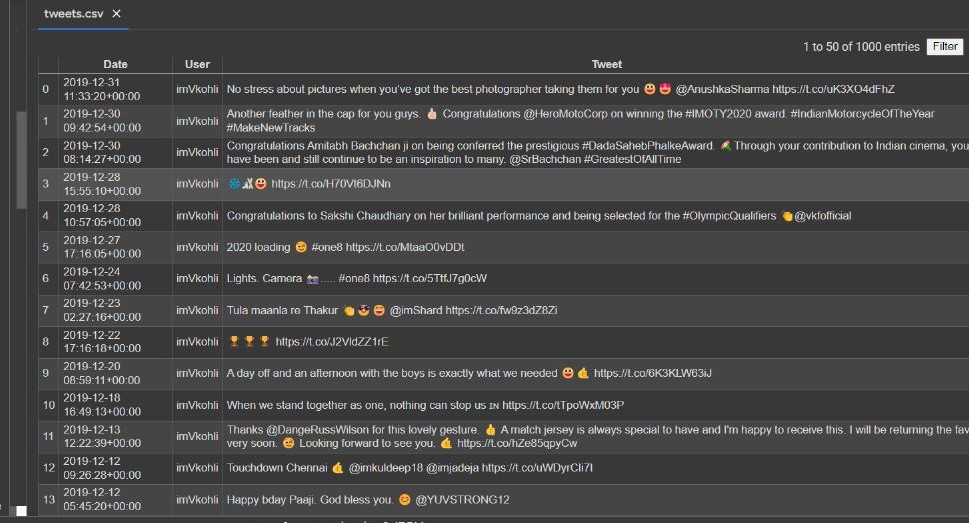 tweets.csv ×
1 to 50 of 1000 entries Filter
Date User Tweet
0 2019-12-31 11:33:20+00:00 imVkohli No stress about pictures when you've got the best photographer taking them for you 😃 😍 @AnushkaSharma https://t.co/uK3XO4dFhZ
1 2019-12-30 09:42:54+00:00 imVkohli Another feather in the cap for you guys. 👍🏻 Congratulations @HeroMotoCorp on winning the #IMOTY2020 award. #IndianMotorcycleOfTheYear
#MakeNewTracks
2 2019-12-30 08:14:27+00:00 imVkohli Congratulations Amitabh Bachchan ji on being conferred the prestigious #DadaSahebPhalkeAward. 💐 Through your contribution to Indian cinema, you
have been and still continue to be an inspiration to many. @SrBachchan #GreatestOfAllTime
3 2019-12-28 15:55:10+00:00 imVkohli ❄️🏔😃 https://t.co/H70Vt6DJNn
4 2019-12-28 10:57:05+00:00 imVkohli Congratulations to Sakshi Chaudhary on her brilliant performance and being selected for the #OlympicQualifiers 👏@vkfofficial
5 2019-12-27 17:16:05+00:00 imVkohli 2020 loading 😊 #one8 https://t.co/MtaaO0vDDt
6 2019-12-24 07:42:53+00:00 imVkohli Lights. Camera 📸..... #one8 https://t.co/5TtfJ7g0cW
7 2019-12-23 02:27:16+00:00 imVkohli Tula maanla re Thakur 👏 😎 😄 @imShard https://t.co/fw9z3dZ8Zi
8 2019-12-22 17:16:18+00:00 imVkohli 🏆 🏆 🏆 https://t.co/J2VldZZ1rE
9 2019-12-20 08:59:11+00:00 imVkohli A day off and an afternoon with the boys is exactly what we needed 😃 🤙 https://t.co/6K3KLW63iJ
10 2019-12-18 16:49:13+00:00 imVkohli When we stand together as one, nothing can stop us 🇮🇳 https://t.co/tTpoWxM03P
11 2019-12-13 12:22:39+00:00 imVkohli Thanks @DangeRussWilson for this lovely gesture. 👍 A match jersey is always special to have and I'm happy to receive this. I will be returning the fav
very soon. 😊 Looking forward to see you. 🤙 https://t.co/hZe85qpyCw
12 2019-12-12 09:26:28+00:00 imVkohli Touchdown Chennai 🤙 @imkuldeep18 @imjadeja https://t.co/uWDyrCli7I
13 2019-12-12 05:45:20+00:00 imVkohli Happy bday Paaji. God bless you. 😊 @YUVSTRONG12